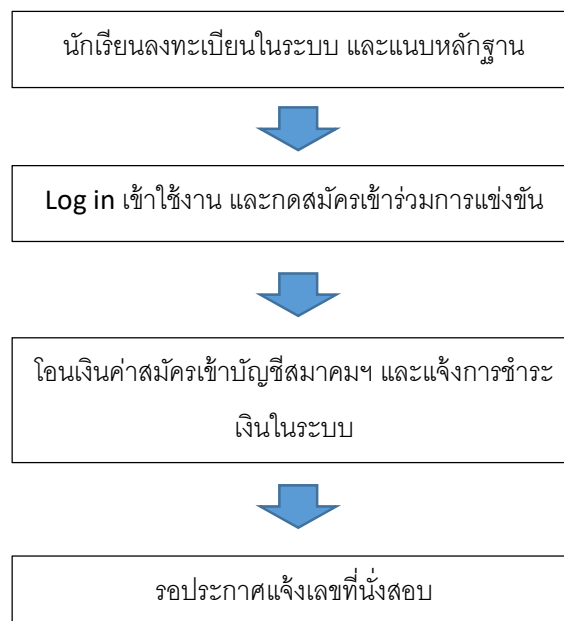 นักเรียนลงทะเบียนในระบบ และแนบหลักฐาน
Log in เข้าใช้งาน และกดสมัครเข้าร่วมการแข่งขัน
โอนเงินค่าสมัครเข้าบัญชีสมาคมฯ และแจ้งการชำระ
เงินในระบบ
รอประกาศแจ้งเลขที่นั่งสอบ